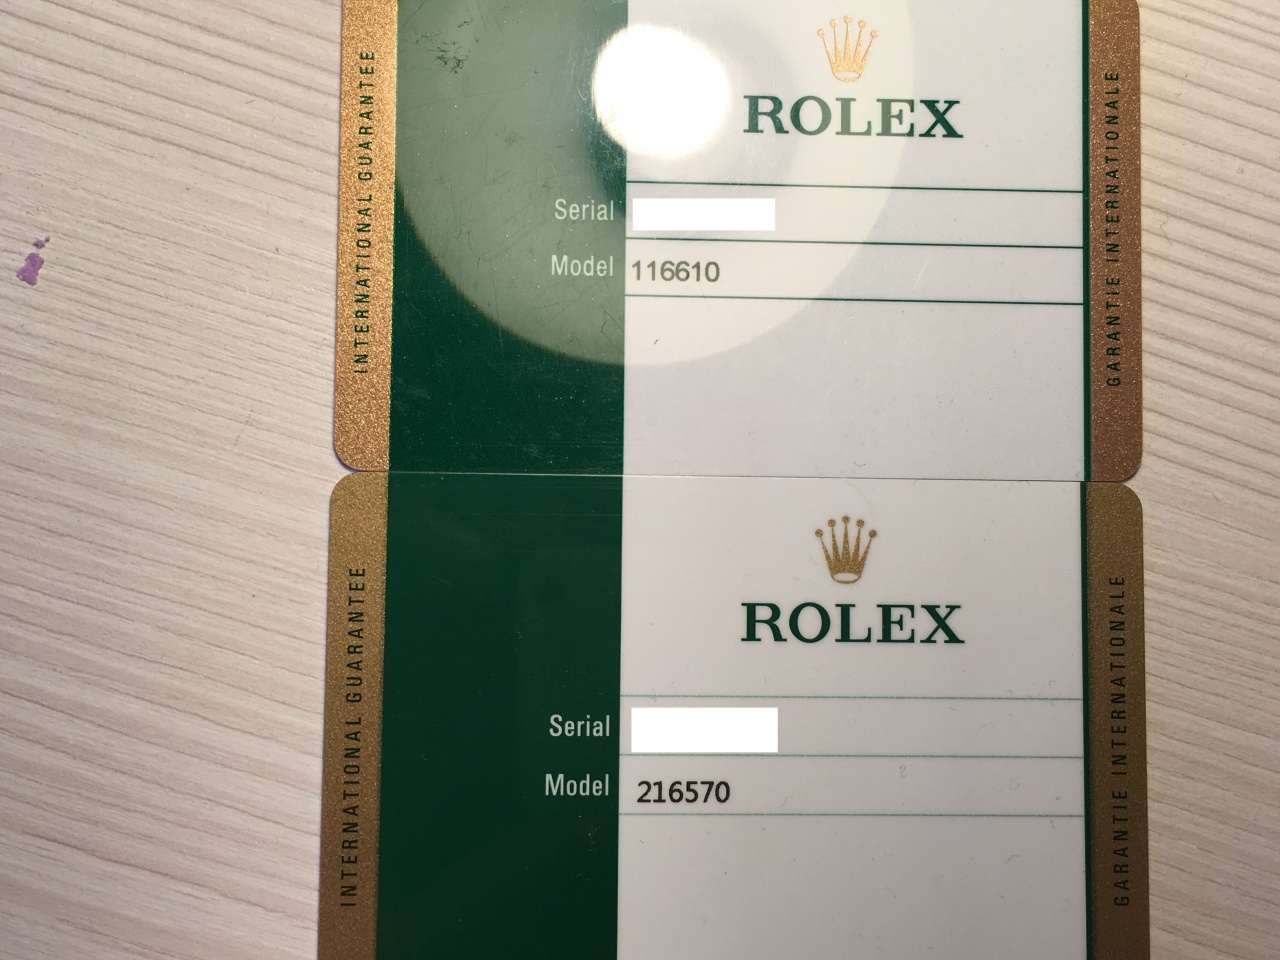 INTERNATIONAL GUARANTEE
ROLEX
Serial
Model 116610
GARANTIE INTERNATIONALE
INTERNATIONAL GUARANTEE
ROLEX
Serial
Model 216570
GARANTIE INTERNATIONALE